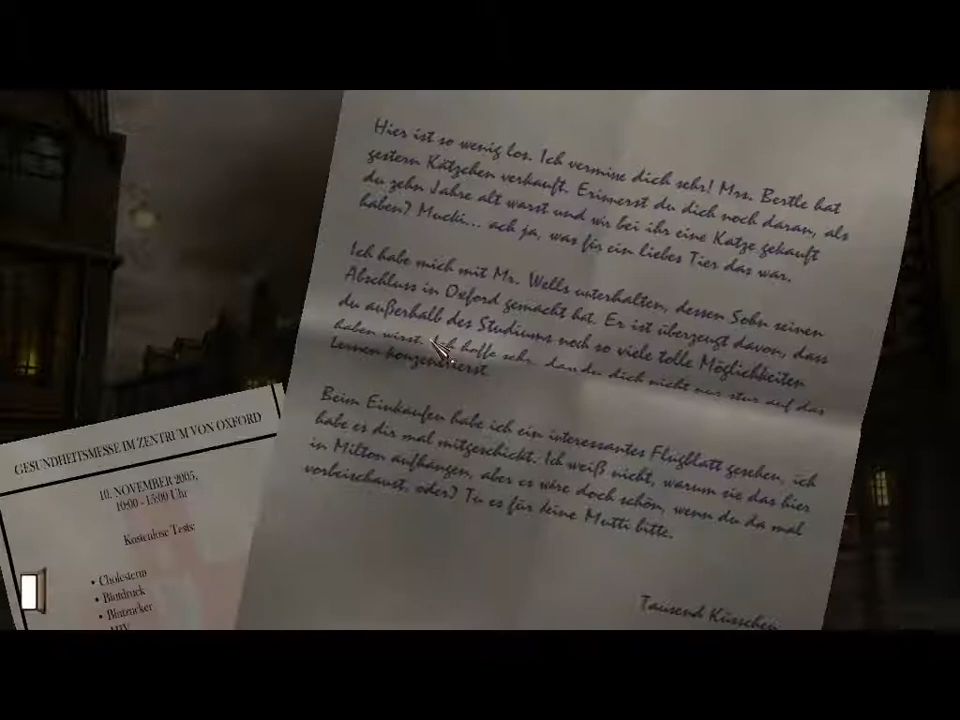 Hier ist so wenig los. Ich vermisse dich sehr! Mrs. Bertle hat
gestern Kätzchen verkauft. Erinnerst du dich noch daran, als
du zehn Jahre alt warst und wir bei ihr eine Katze gekauft
haben? Mucki... ach ja, was für ein liebes Tier das war.
Ich habe mich mit Mr. Wells unterhalten, dessen Sohn seinen
Abschluss in Oxford gemacht hat. Er ist überzeugt davon, dass
du außerhalb des Studiums noch so viele tolle Möglichkeiten
haben wirst. Ich hoffe sehr, dass du dich nicht nur stur auf das
Lernen konzentrierst.
Beim Einkaufen habe ich ein interessantes Flugblatt gesehen, ich
habe es dir mal mitgeschickt. Ich weiß nicht, warum sie das hier
in Milton aufhängen, aber es wäre doch schön, wenn du da mal
vorbeischaust, oder? Tu es für deine Mutti bitte.
Tausend Küsschen
GESUNDHEITSMESSE IM ZENTRUM VON OXFORD
10. NOVEMBER 2005,
10:00 - 15:00 Uhr
Kostenlose Tests:
• Cholesterin
• Blutdruck
• Blutzucker
• HIV